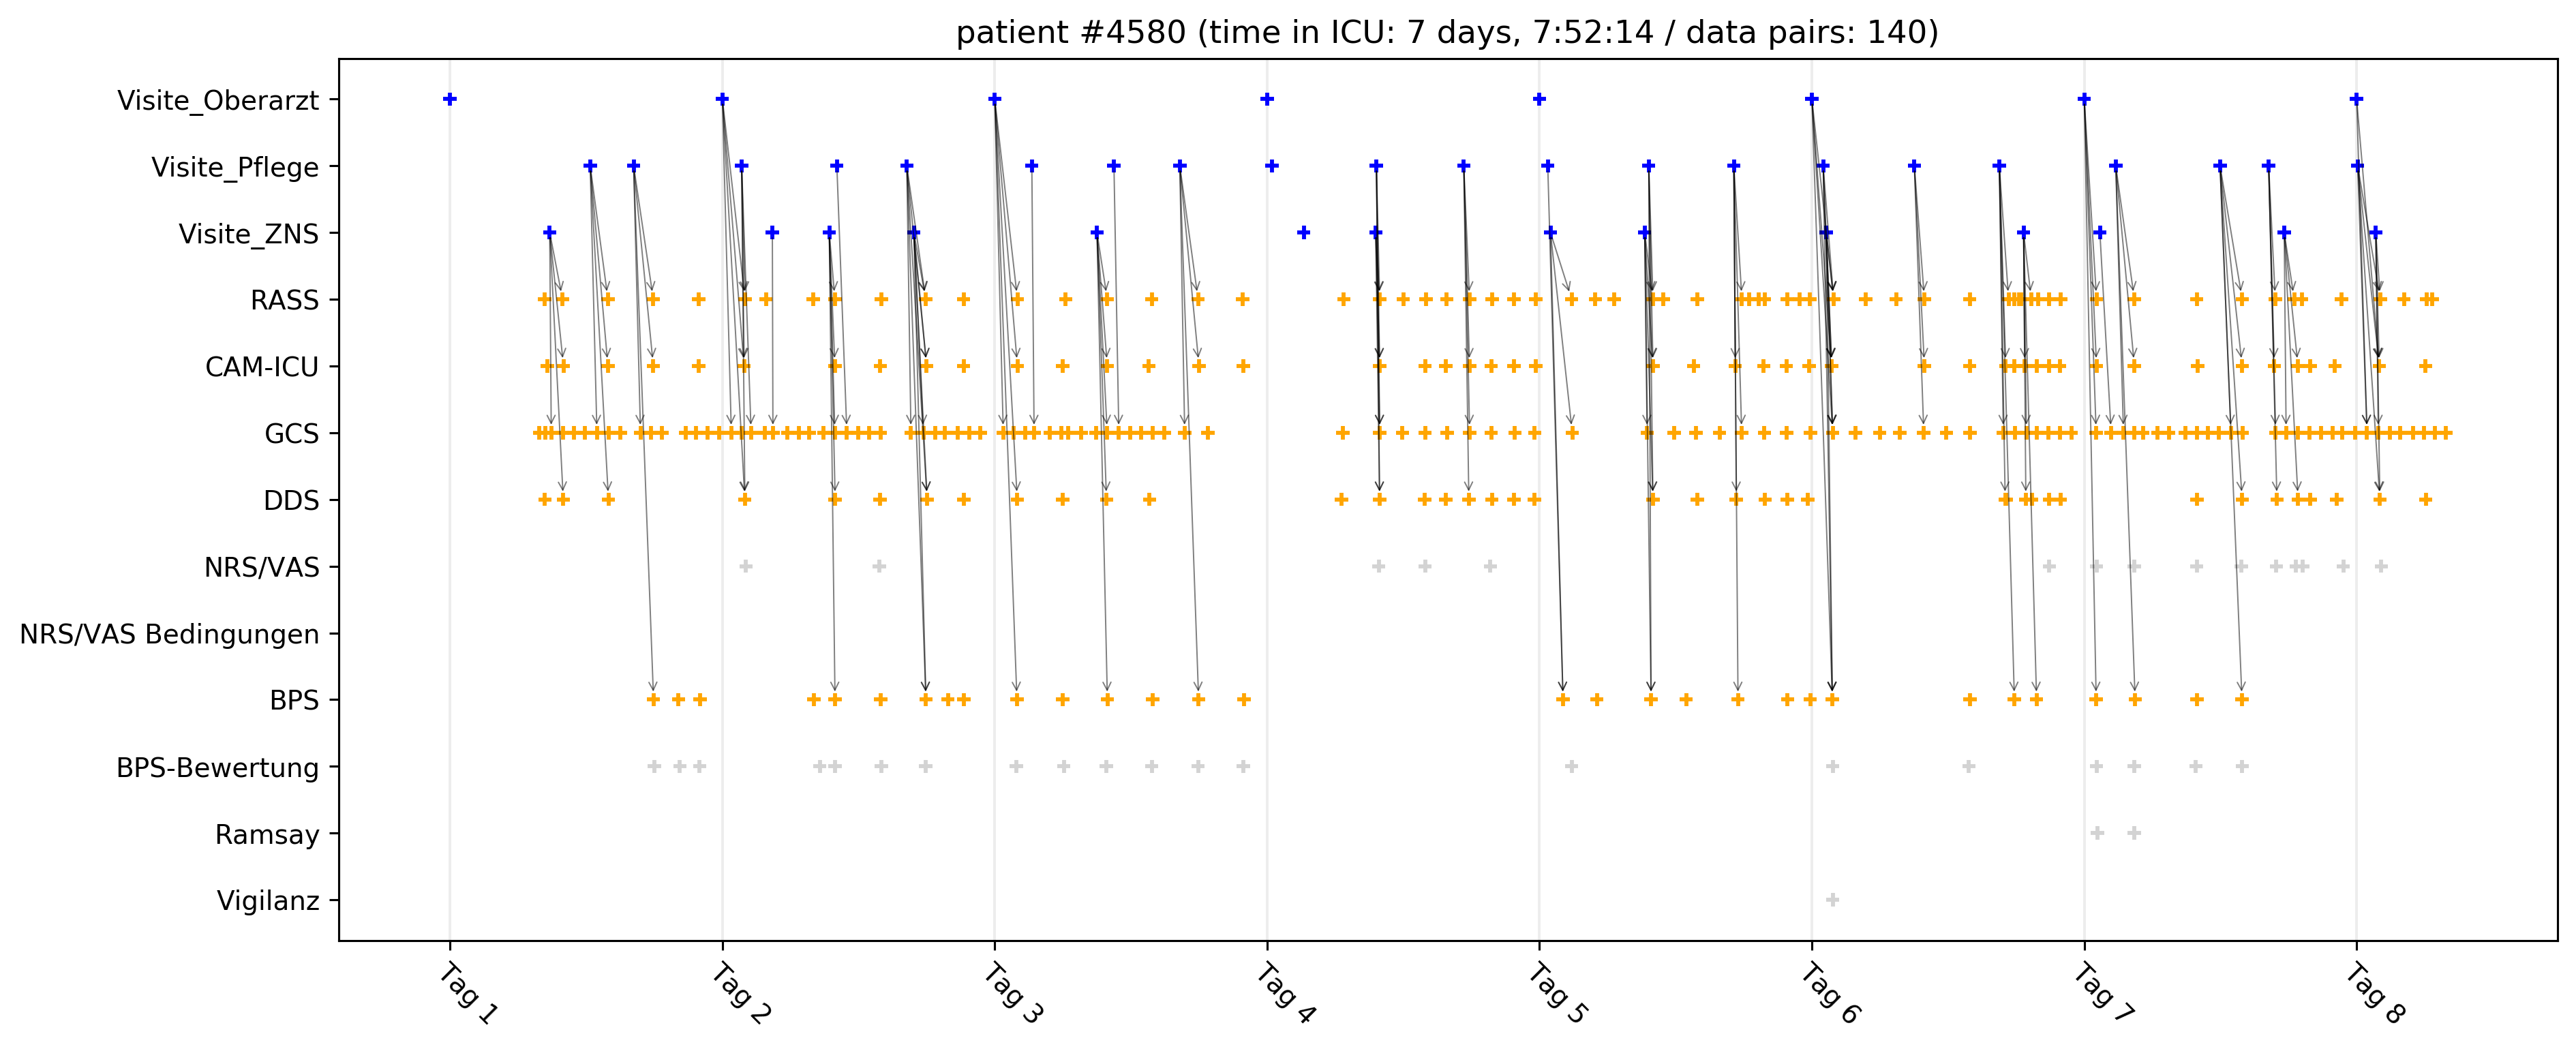 patient #4580 (time in ICU: 7 days, 7:52:14 / data pairs: 140)
Visite_Oberarzt
Visite_Pflege
Visite_ZNS
RASS
CAM-ICU
GCS
DDS
NRS/VAS
NRS/VAS Bedingungen
BPS
BPS-Bewertung
Ramsay
Vigilanz
Tag 1
Tag 2
Tag 3
Tag 4
Tag 5
Tag 6
Tag 7
Tag 8